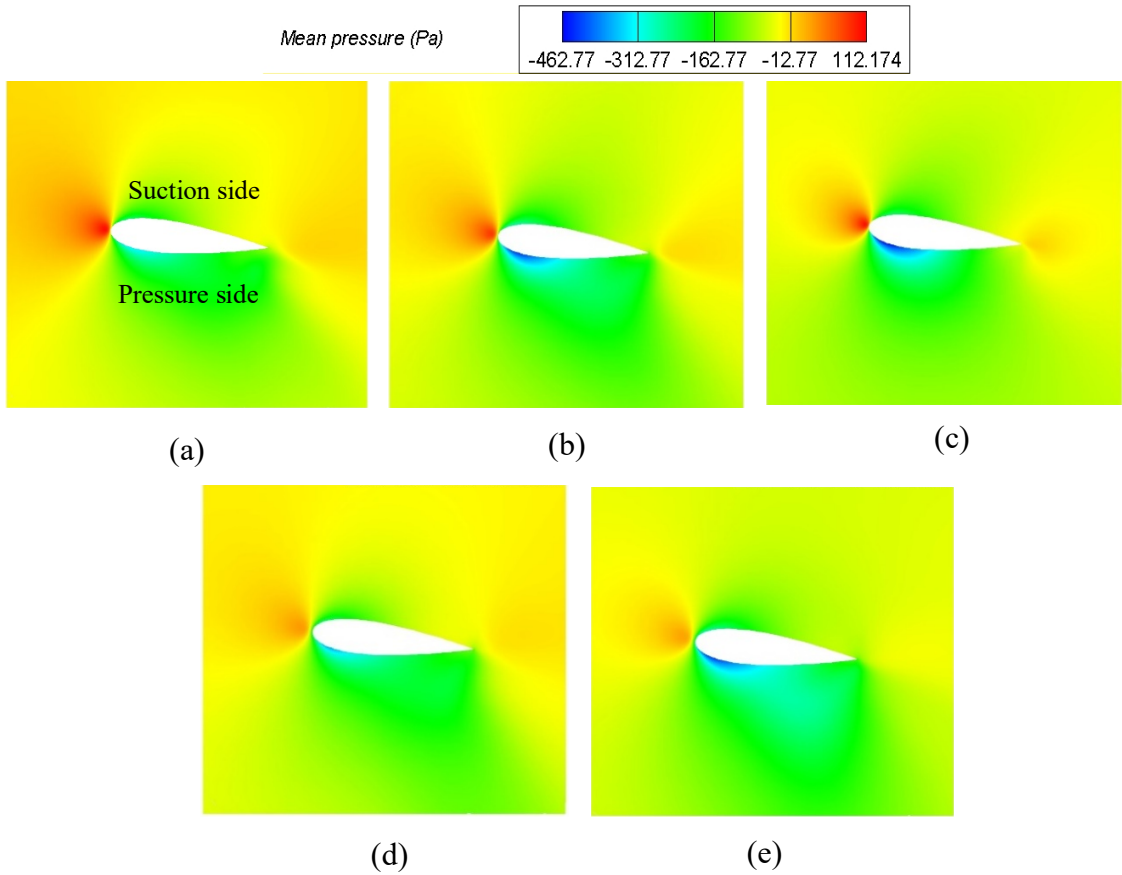 Mean pressure (Pa)
-462.77 -312.77 -162.77 -12.77 112.174
Suction side
Pressure side
(a)
(b)
(c)
(d)
(e)